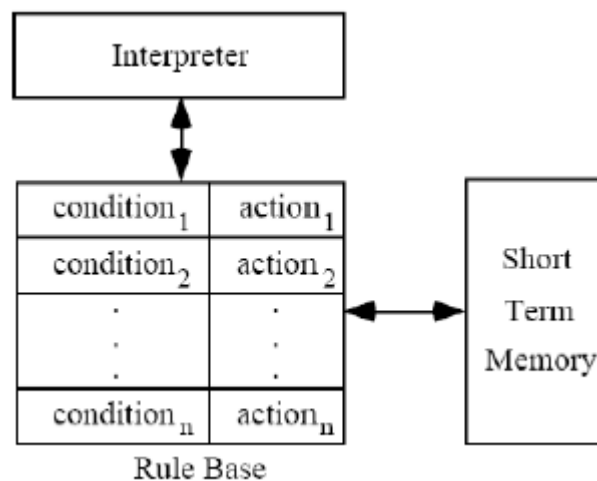 Interpreter
condition₁ action₁
condition₂ action₂
. .
. .
. .
conditionₙ actionₙ
Rule Base
Short
Term
Memory